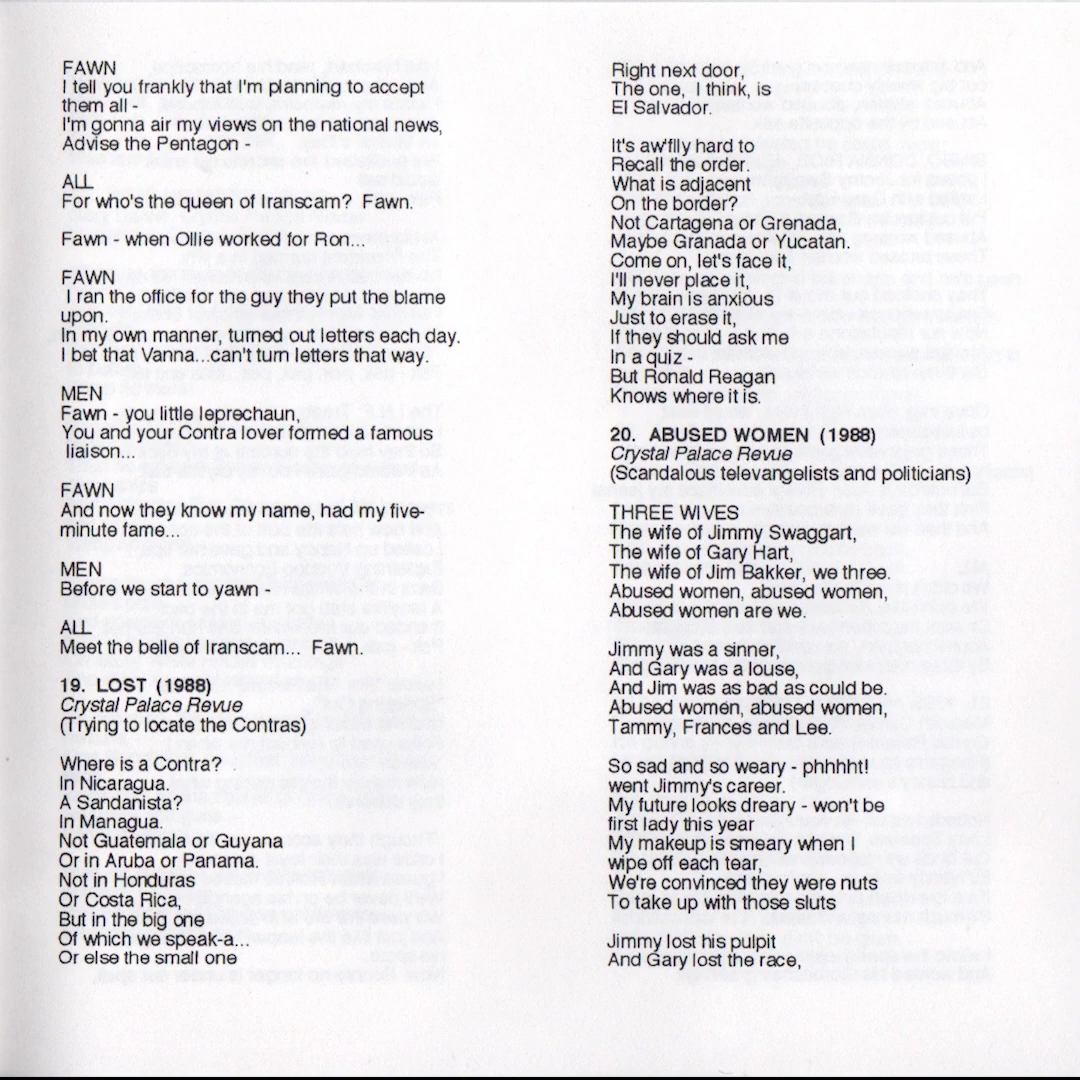 FAWN
I tell you frankly that I'm planning to accept
them all -
I'm gonna air my views on the national news,
Advise the Pentagon -
ALL
For who's the queen of Iranscam?  Fawn.
Fawn - when Ollie worked for Ron...
FAWN
I ran the office for the guy they put the blame
upon.
In my own manner, turned out letters each day.
I bet that Vanna...can't turn letters that way.
MEN
Fawn - you little leprechaun,
You and your Contra lover formed a famous
liaison...
FAWN
And now they know my name, had my five-
minute fame...
MEN
Before we start to yawn -
ALL
Meet the belle of Iranscam...  Fawn.
19.  LOST  (1988)
Crystal Palace Revue
(Trying to locate the Contras)
Where is a Contra?
In Nicaragua.
A Sandanista?
In Managua.
Not Guatemala or Guyana
Or in Aruba or Panama.
Not in Honduras
Or Costa Rica,
But in the big one
Of which we speak-a...
Or else the small one
Right next door,
The one, I think, is
El Salvador.
It's aw'flly hard to
Recall the order.
What is adjacent
On the border?
Not Cartagena or Grenada,
Maybe Granada or Yucatan.
Come on, let's face it,
I'll never place it,
My brain is anxious
Just to erase it,
If they should ask me
In a quiz -
But Ronald Reagan
Knows where it is.
20.  ABUSED WOMEN  (1988)
Crystal Palace Revue
(Scandalous televangelists and politicians)
THREE WIVES
The wife of Jimmy Swaggart,
The wife of Gary Hart,
The wife of Jim Bakker, we three.
Abused women, abused women,
Abused women are we.
Jimmy was a sinner,
And Gary was a louse,
And Jim was as bad as could be.
Abused women, abused women,
Tammy, Frances and Lee.
So sad and so weary - phhhht!
went Jimmy's career.
My future looks dreary - won't be
first lady this year
My makeup is smeary when I
wipe off each tear,
We're convinced they were nuts
To take up with those sluts
Jimmy lost his pulpit
And Gary lost the race,